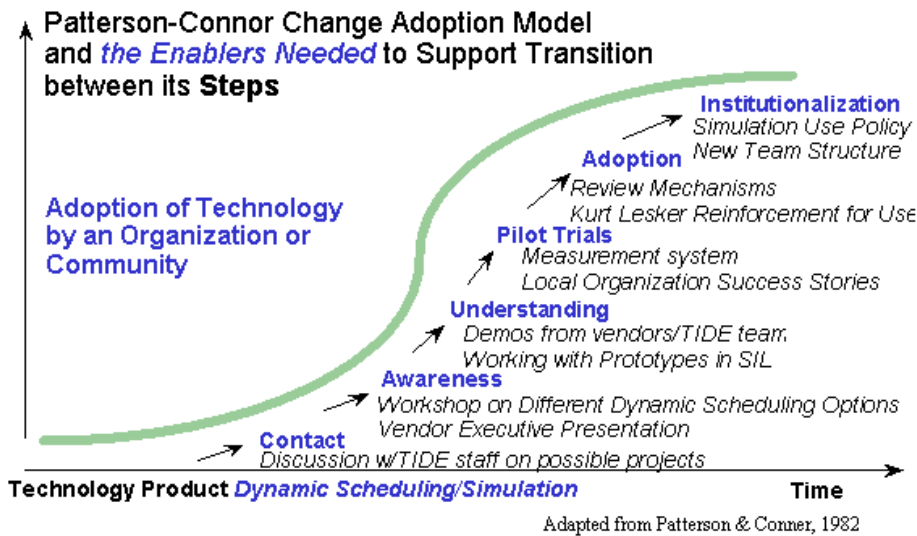 Patterson-Connor Change Adoption Model
and the Enablers Needed to Support Transition
between its Steps
Institutionalization
Simulation Use Policy
New Team Structure
Adoption
Review Mechanisms
Kurt Lesker Reinforcement for Use
Adoption of Technology
by an Organization or
Community
Pilot Trials
Measurement system
Local Organization Success Stories
Understanding
Demos from vendors/TIDE team
Working with Prototypes in SIL
Awareness
Workshop on Different Dynamic Scheduling Options
Vendor Executive Presentation
Contact
Discussion w/TIDE staff on possible projects
Technology Product Dynamic Scheduling/Simulation
Time
Adapted from Patterson & Conner, 1982